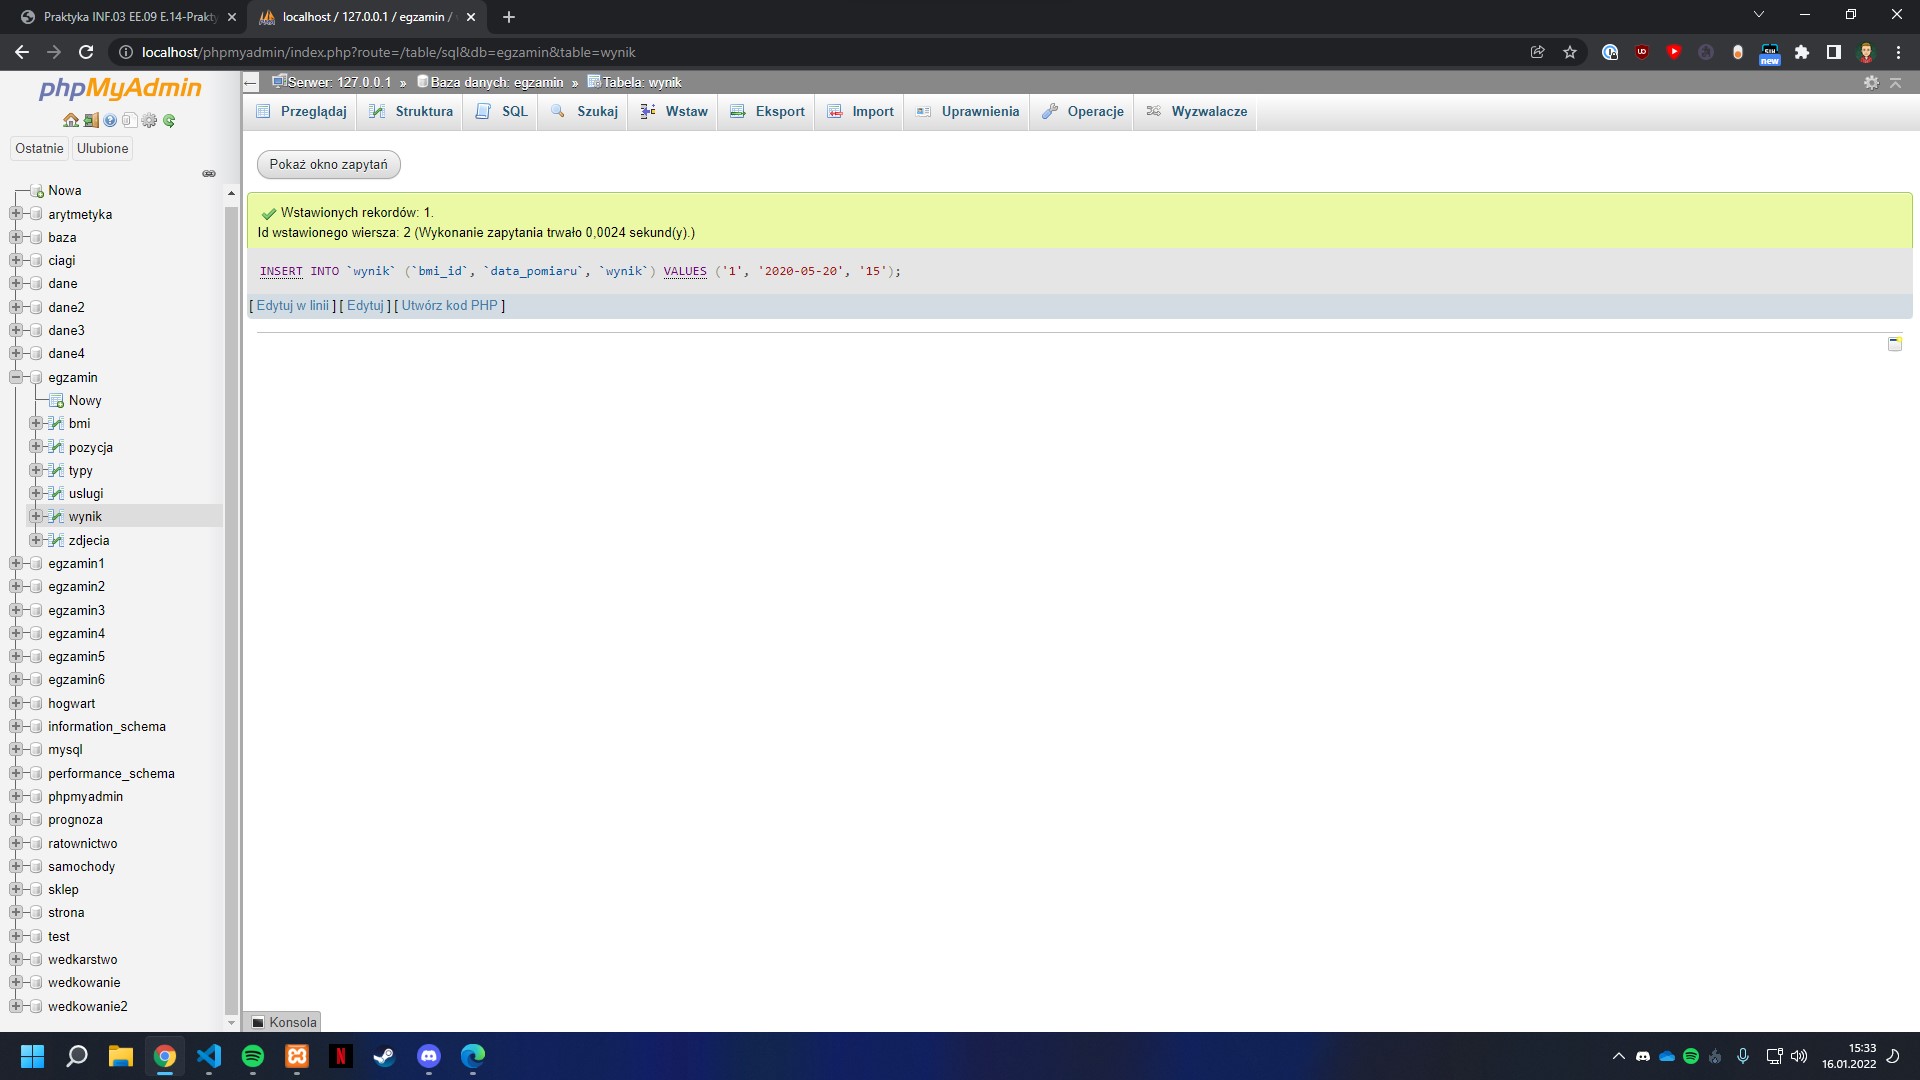 Praktyka INF.03 EE.09 E.14-Prakty
localhost / 127.0.0.1 / egzamin /
localhost/phpmyadmin/index.php?route=/table/sql&db=egzamin&table=wynik
new
phpMyAdmin
Ostatnie
Ulubione
Nowa
arytmetyka
baza
ciagi
dane
dane2
dane3
dane4
egzamin
Nowy
bmi
pozycja
typy
uslugi
wynik
zdjecia
egzamin1
egzamin2
egzamin3
egzamin4
egzamin5
egzamin6
hogwart
information_schema
mysql
performance_schema
phpmyadmin
prognoza
ratownictwo
samochody
sklep
strona
test
wedkarstwo
wedkowanie
wedkowanie2
Serwer: 127.0.0.1 » Baza danych: egzamin » Tabela: wynik
Przeglądaj Struktura SQL Szukaj Wstaw Eksport Import Uprawnienia Operacje Wyzwalacze
Pokaż okno zapytań
Wstawionych rekordów: 1.
Id wstawionego wiersza: 2 (Wykonanie zapytania trwało 0,0024 sekund(y).)
INSERT INTO `wynik` (`bmi_id`, `data_pomiaru`, `wynik`) VALUES ('1', '2020-05-20', '15');
[ Edytuj w linii ] [ Edytuj ] [ Utwórz kod PHP ]
Konsola
15:33
16.01.2022